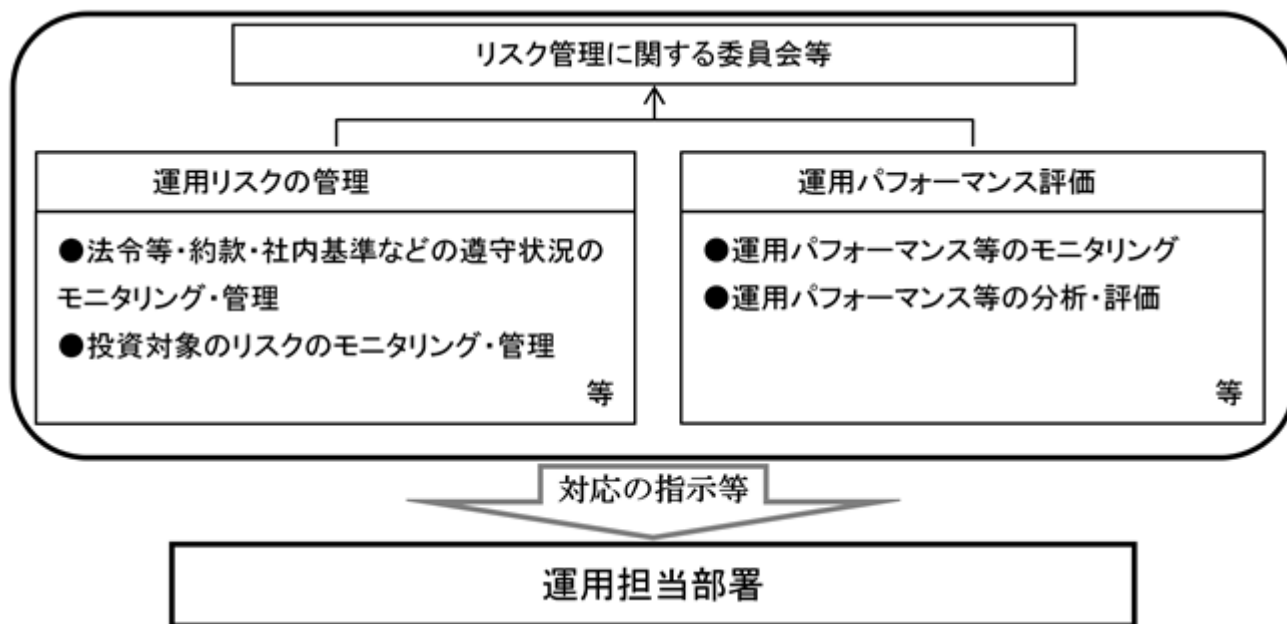 リスク管理に関する委員会等
運用リスクの管理
●法令等・約款・社内基準などの遵守状況の
モニタリング・管理
●投資対象のリスクのモニタリング・管理
等
運用パフォーマンス評価
●運用パフォーマンス等のモニタリング
●運用パフォーマンス等の分析・評価
等
対応の指示等
運用担当部署